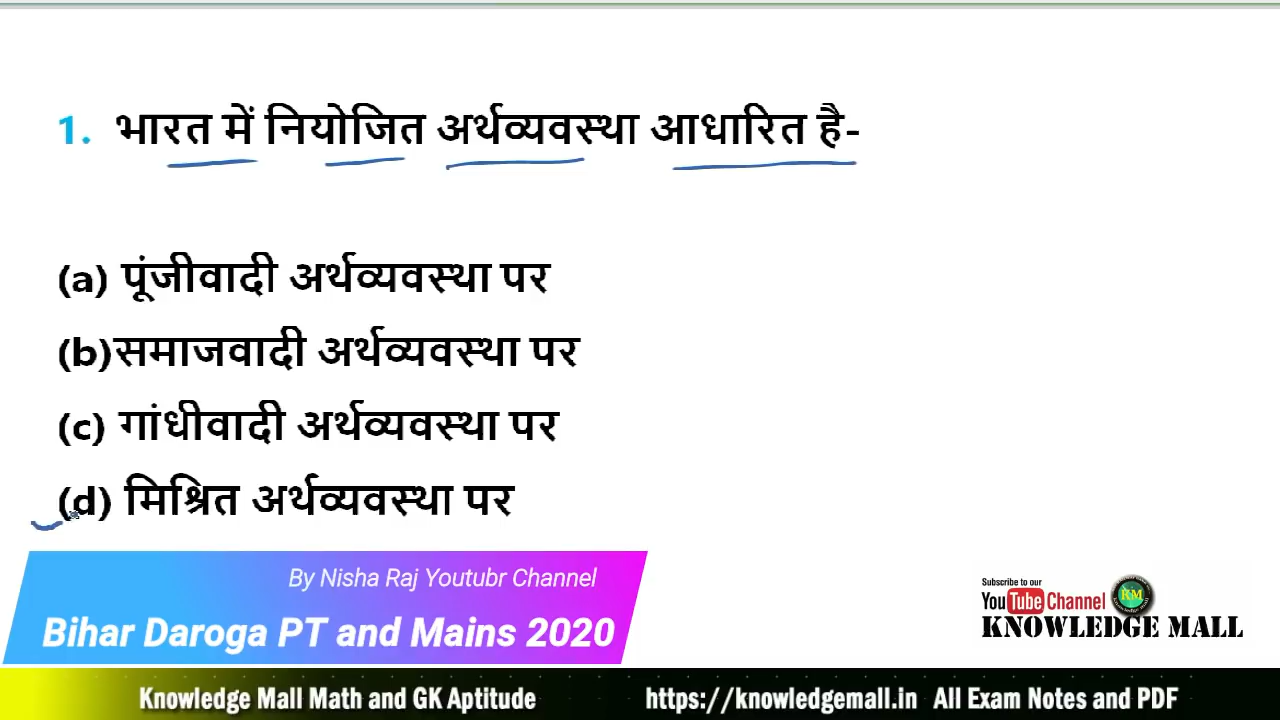 1. भारत में नियोजित अर्थव्यवस्था आधारित है-
(a) पूंजीवादी अर्थव्यवस्था पर
(b)समाजवादी अर्थव्यवस्था पर
(c) गांधीवादी अर्थव्यवस्था पर
(d) मिश्रित अर्थव्यवस्था पर
By Nisha Raj Youtubr Channel
Bihar Daroga PT and Mains 2020
Subscribe to our
YouTube Channel
RM
KNOWLEDGE MALL
Knowledge Mall Math and GK Aptitude https://knowledgemall.in All Exam Notes and PDF